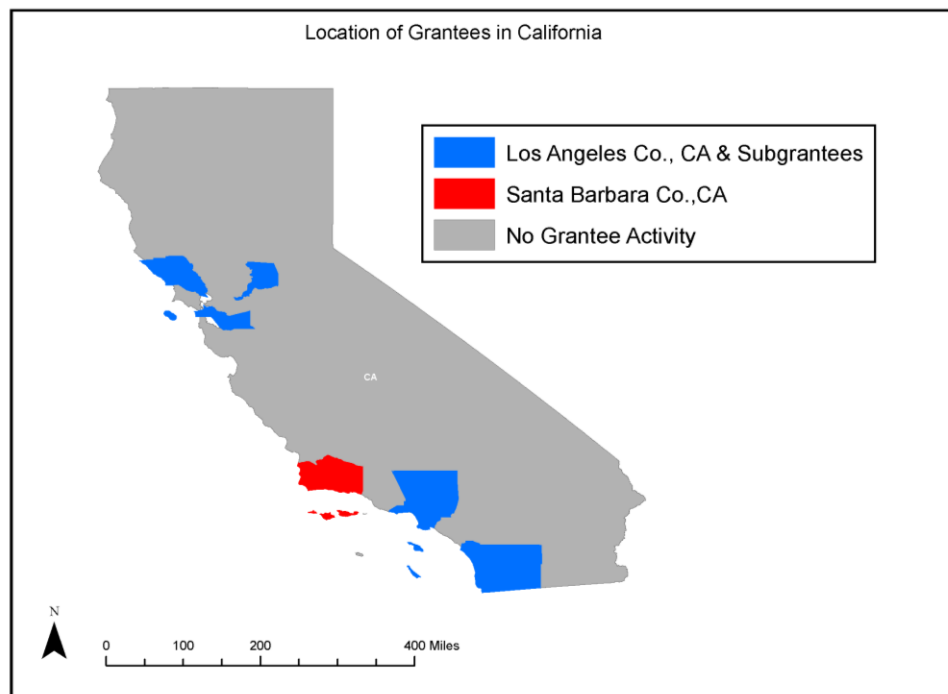 Location of Grantees in California
Los Angeles Co., CA & Subgrantees
Santa Barbara Co.,CA
No Grantee Activity
CA
N
0 100 200 400 Miles